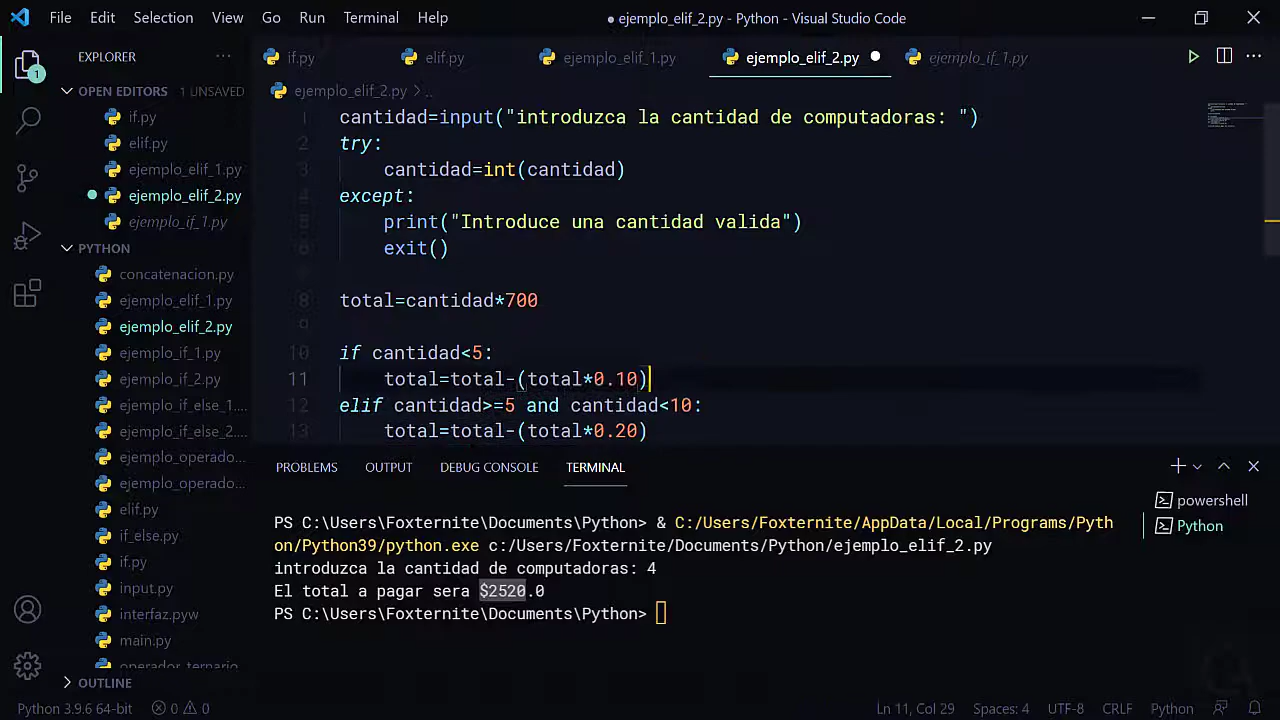 File Edit Selection View Go Run Terminal Help
● ejemplo_elif_2.py - Python - Visual Studio Code
EXPLORER
if.py elif.py ejemplo_elif_1.py ejemplo_elif_2.py ejemplo_if_1.py
OPEN EDITORS 1 UNSAVED
if.py
elif.py
ejemplo_elif_1.py
ejemplo_elif_2.py
ejemplo_if_1.py
PYTHON
concatenacion.py
ejemplo_elif_1.py
ejemplo_elif_2.py
ejemplo_if_1.py
ejemplo_if_2.py
ejemplo_if_else_1....
ejemplo_if_else_2....
ejemplo_operado...
ejemplo_operado...
elif.py
if_else.py
if.py
input.py
interfaz.pyw
main.py
operador_ternario
OUTLINE
ejemplo_elif_2.py > ..
1 cantidad=input("introduzca la cantidad de computadoras: ")
2 try:
3 cantidad=int(cantidad)
4 except:
5 print("Introduce una cantidad valida")
6 exit()
8 total=cantidad*700
9
10 if cantidad<5:
11 total=total-(total*0.10)
12 elif cantidad>=5 and cantidad<10:
13 total=total-(total*0.20)
PROBLEMS OUTPUT DEBUG CONSOLE TERMINAL
powershell
Python
PS C:\Users\Foxternite\Documents\Python> & C:/Users/Foxternite/AppData/Local/Programs/Pyth
on/Python39/python.exe c:/Users/Foxternite/Documents/Python/ejemplo_elif_2.py
introduzca la cantidad de computadoras: 4
El total a pagar sera $2520.0
PS C:\Users\Foxternite\Documents\Python>
Python 3.9.6 64-bit 0 0 Ln 11, Col 29 Spaces: 4 UTF-8 CRLF Python
1